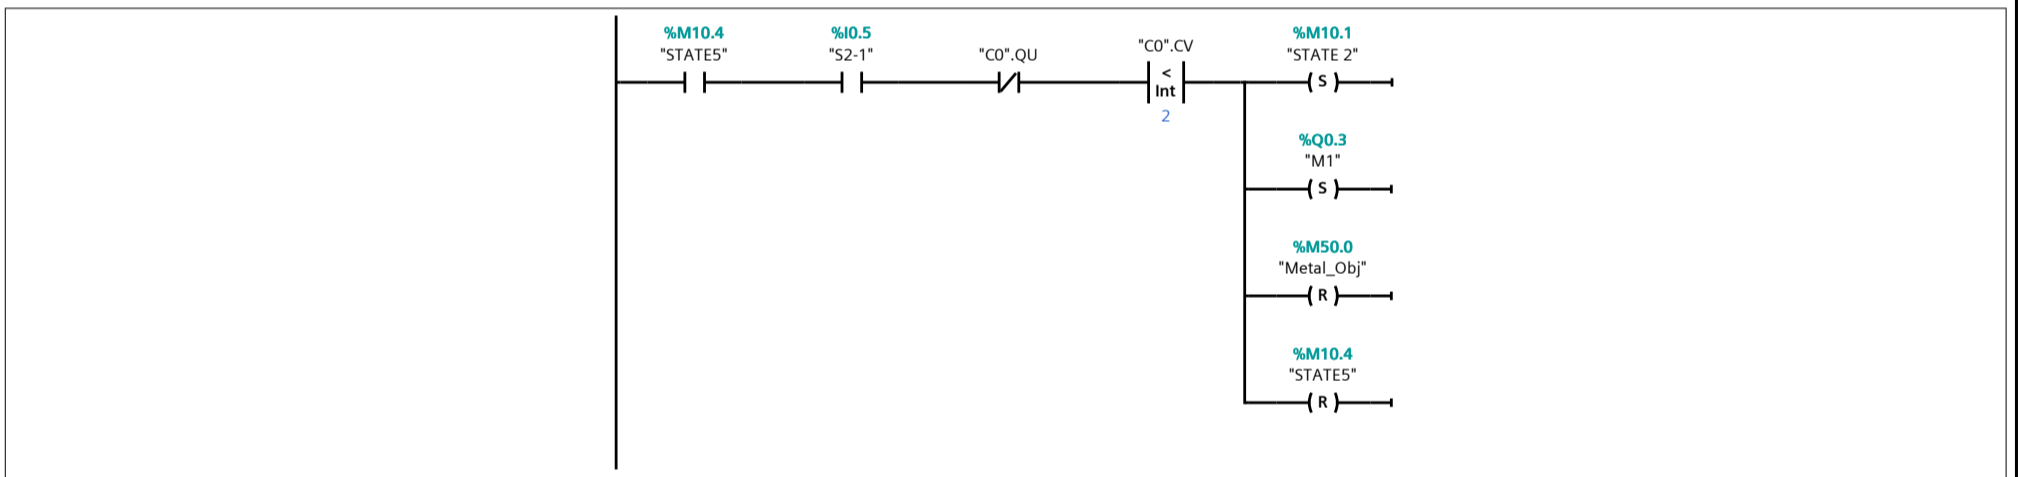 %M10.4
"STATE5"
%I0.5
"S2-1"
"C0".QU
"C0".CV
<
Int
2
%M10.1
"STATE 2"
S
%Q0.3
"M1"
S
%M50.0
"Metal_Obj"
R
%M10.4
"STATE5"
R